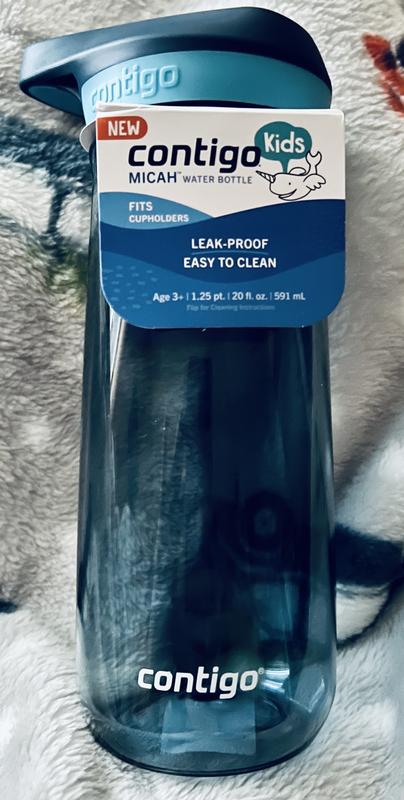 contigo
NEW
contigo Kids
MICAH™ WATER BOTTLE
FITS
CUPHOLDERS
LEAK-PROOF
EASY TO CLEAN
Age 3+ | 1.25 pt. | 20 fl. oz. | 591 mL
Flip for Cleaning Instructions
contigo®